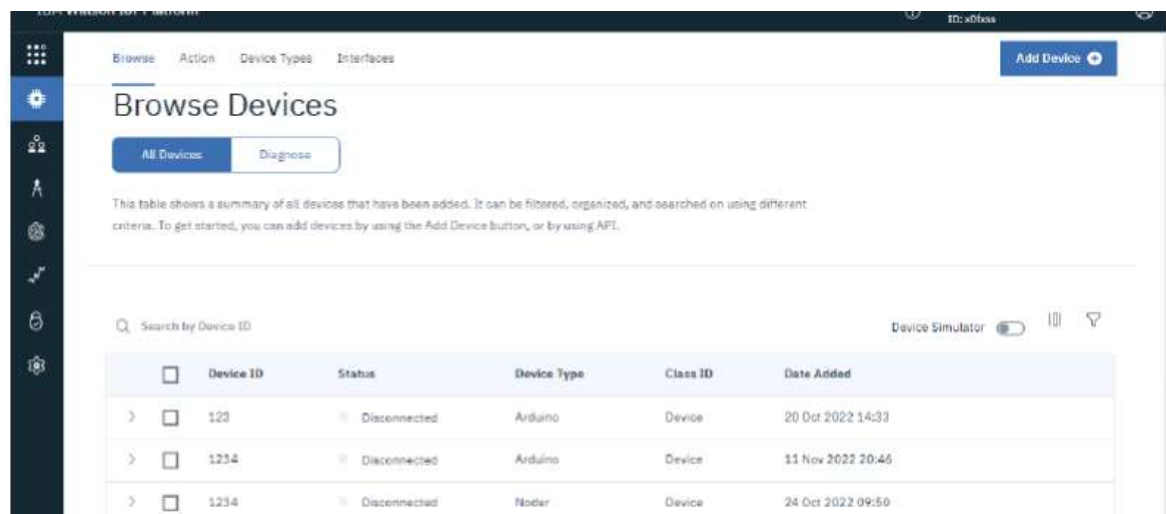 IBM Watson IoT Platform
ID: x0fxss
Browse Action Device Types Interfaces Add Device
Browse Devices
All Devices Diagnose
This table shows a summary of all devices that have been added. It can be filtered, organized, and searched on using different
criteria. To get started, you can add devices by using the Add Device button, or by using API.
Search by Device ID Device Simulator
Device ID Status Device Type Class ID Date Added
123 Disconnected Arduino Device 20 Oct 2022 14:33
1234 Disconnected Arduino Device 11 Nov 2022 20:46
1234 Disconnected Noder Device 24 Oct 2022 09:50